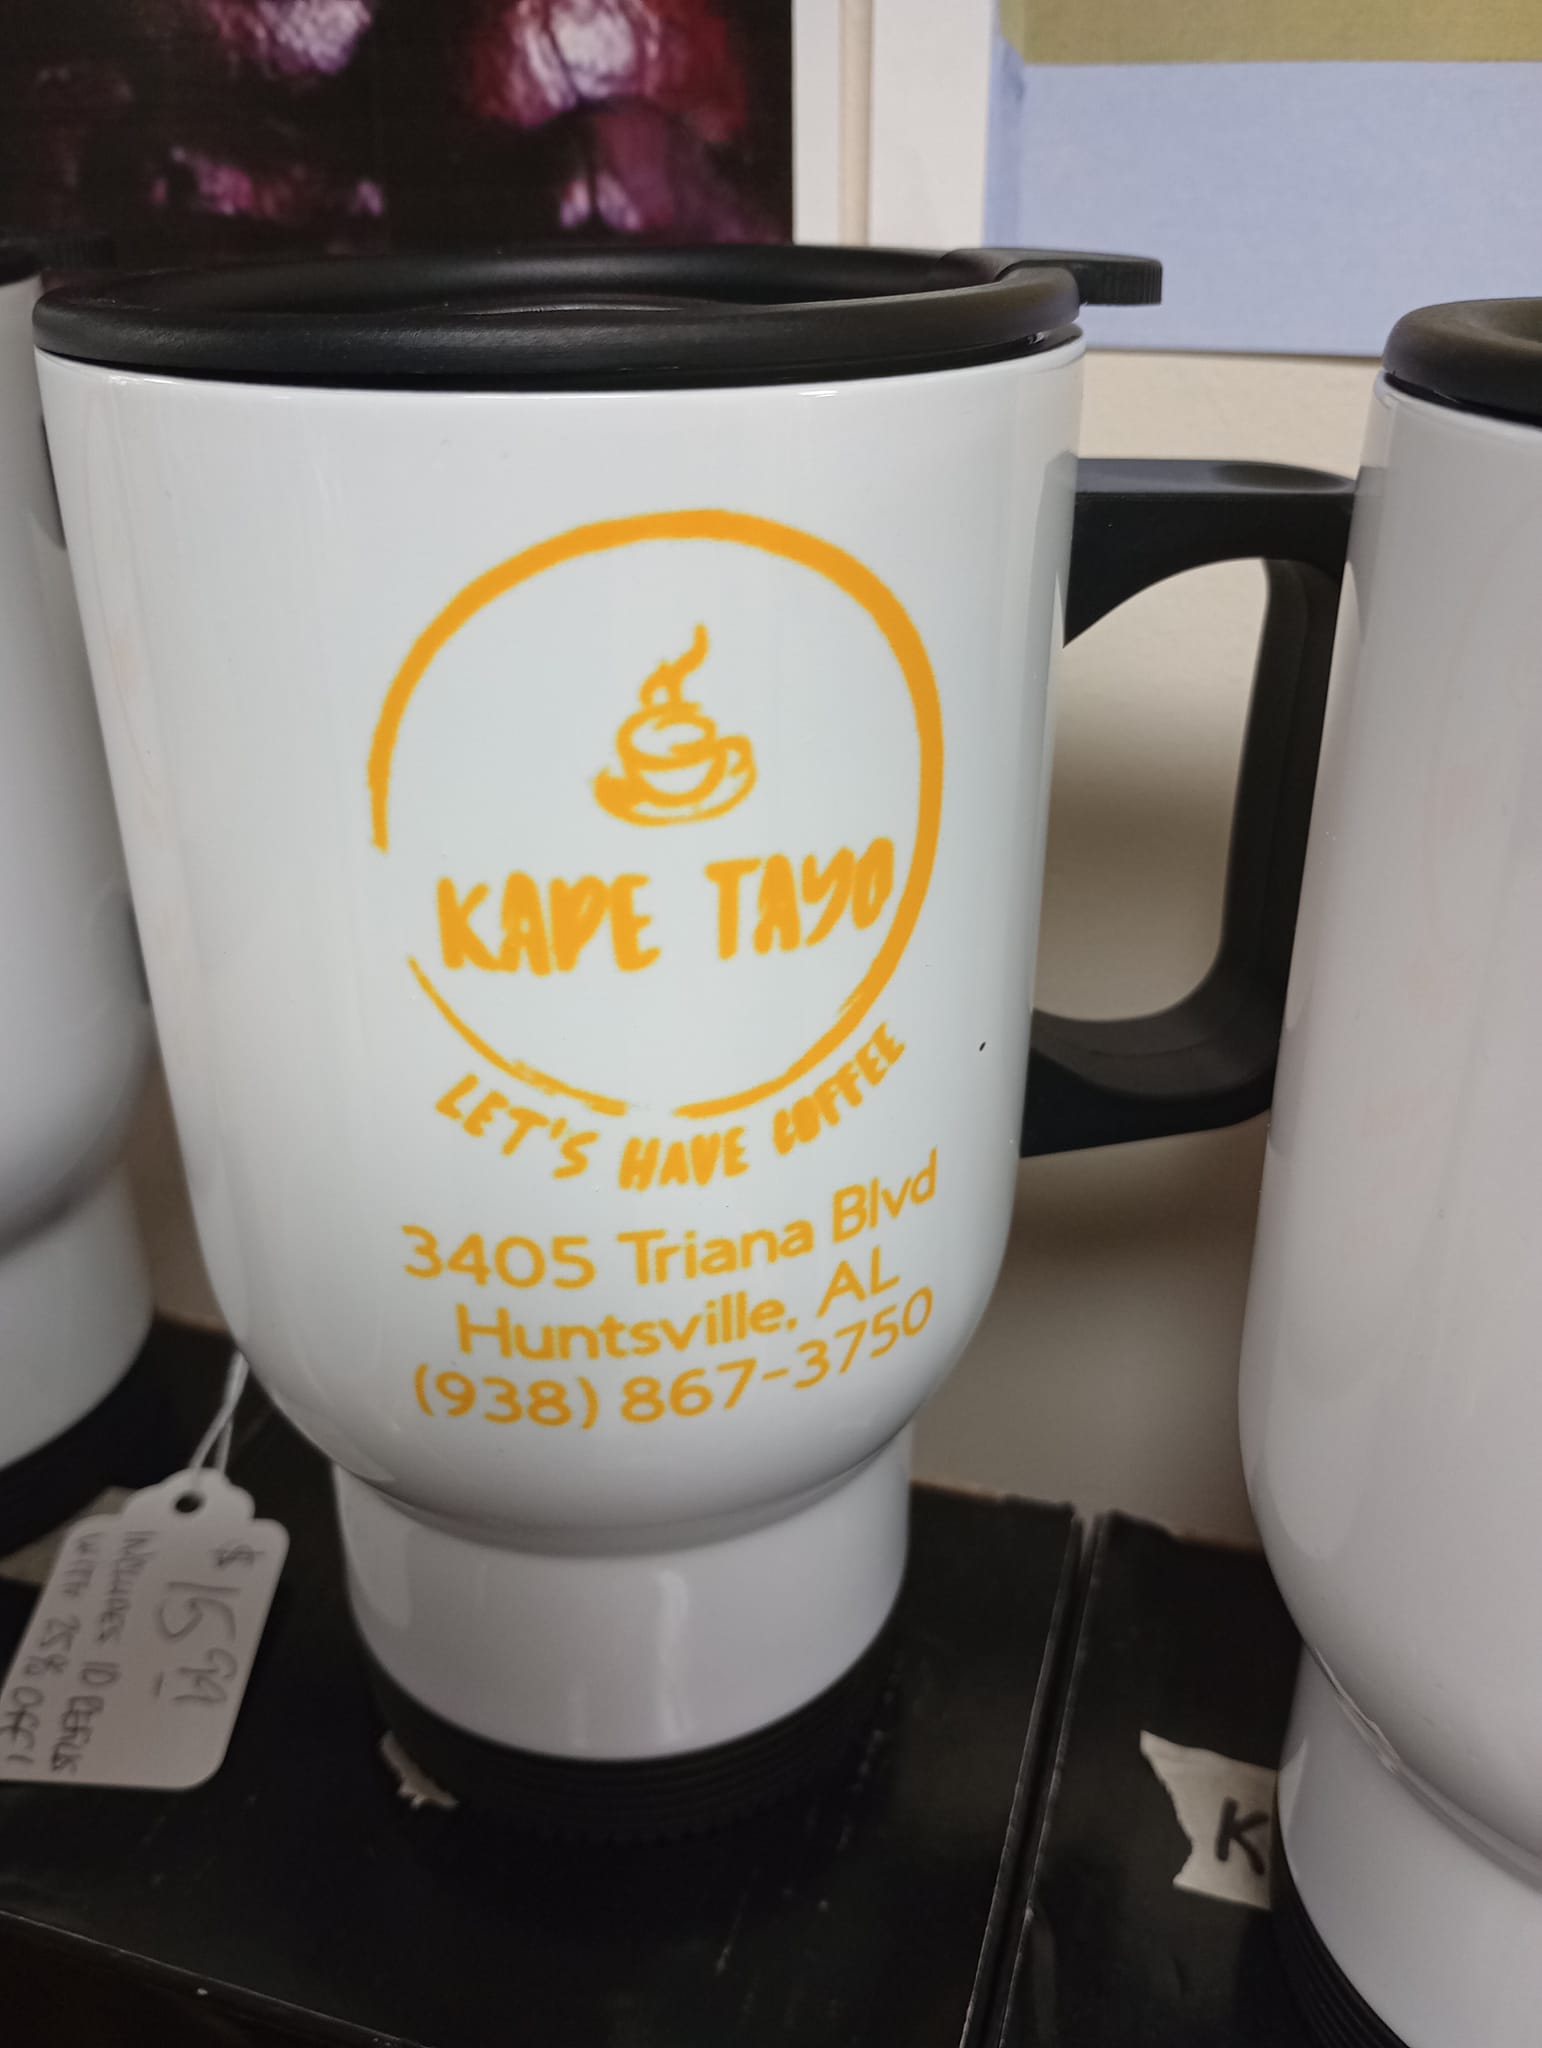 KAPE TAYO
LET'S HAVE COFFEE
3405 Triana Blvd
Huntsville, AL
(938) 867-3750
$15.99
INCLUDES 10 REFILLS
WITH 25% OFF!
K